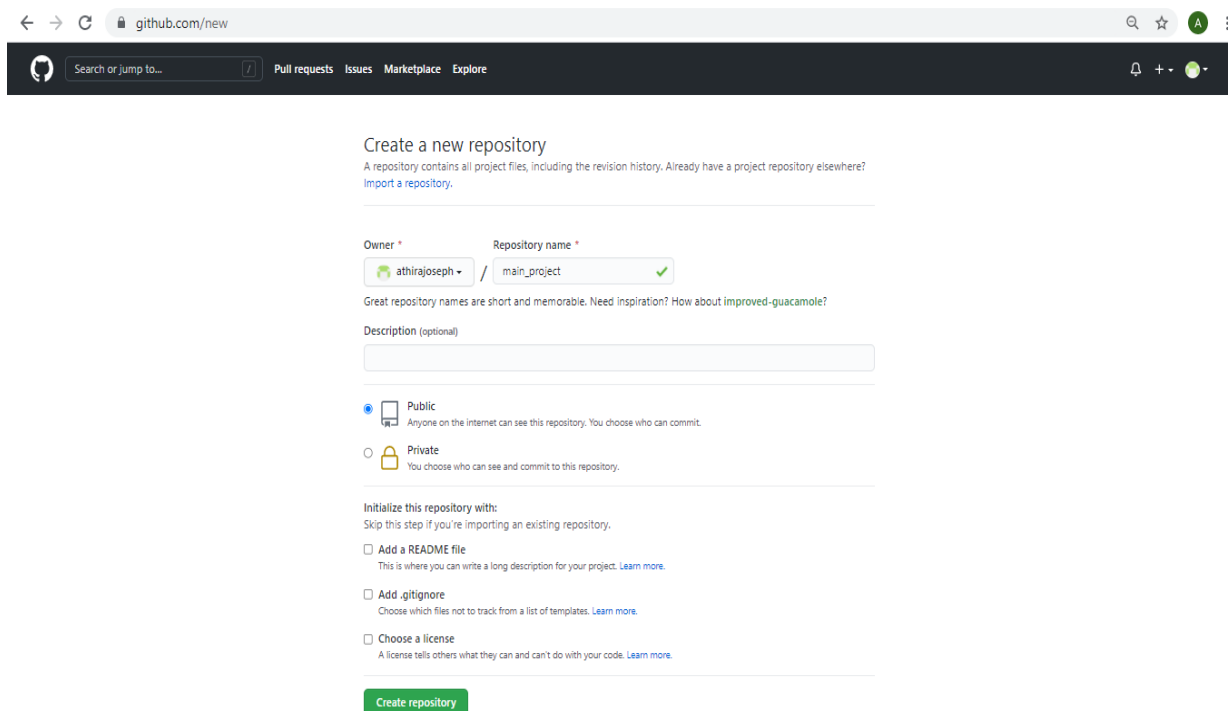 github.com/new
A
Search or jump to... /
Pull requests Issues Marketplace Explore
Create a new repository
A repository contains all project files, including the revision history. Already have a project repository elsewhere?
Import a repository.
Owner * Repository name *
athirajoseph / main_project
Great repository names are short and memorable. Need inspiration? How about improved-guacamole?
Description (optional)
Public
Anyone on the internet can see this repository. You choose who can commit.
Private
You choose who can see and commit to this repository.
Initialize this repository with:
Skip this step if you're importing an existing repository.
Add a README file
This is where you can write a long description for your project. Learn more.
Add .gitignore
Choose which files not to track from a list of templates. Learn more.
Choose a license
A license tells others what they can and can't do with your code. Learn more.
Create repository